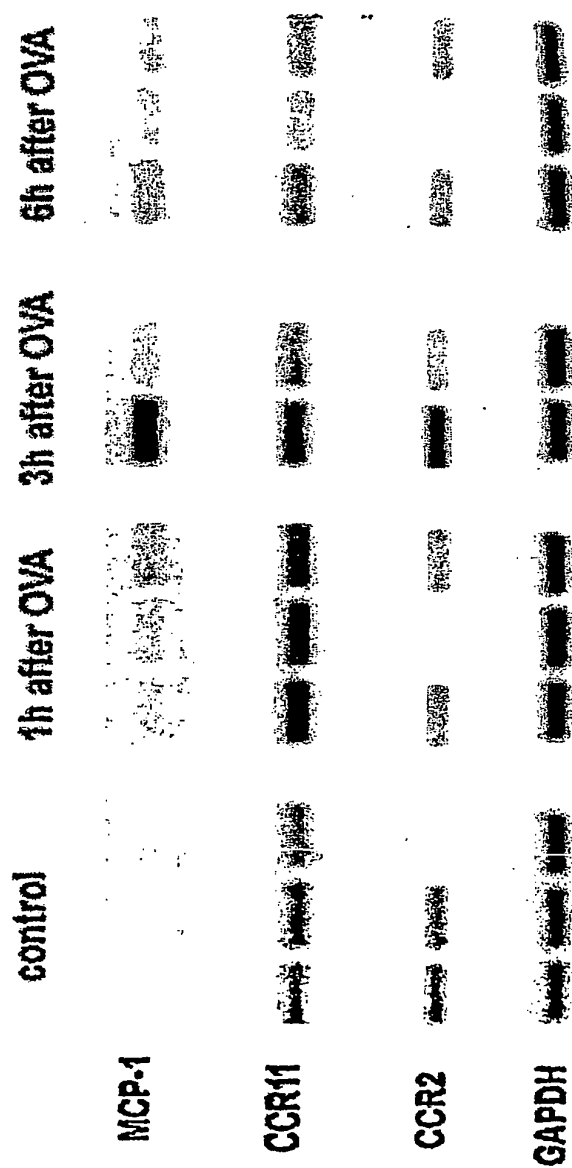 control 1h after OVA 3h after OVA 6h after OVA
MCP-1
CCR11
CCR2
GAPDH